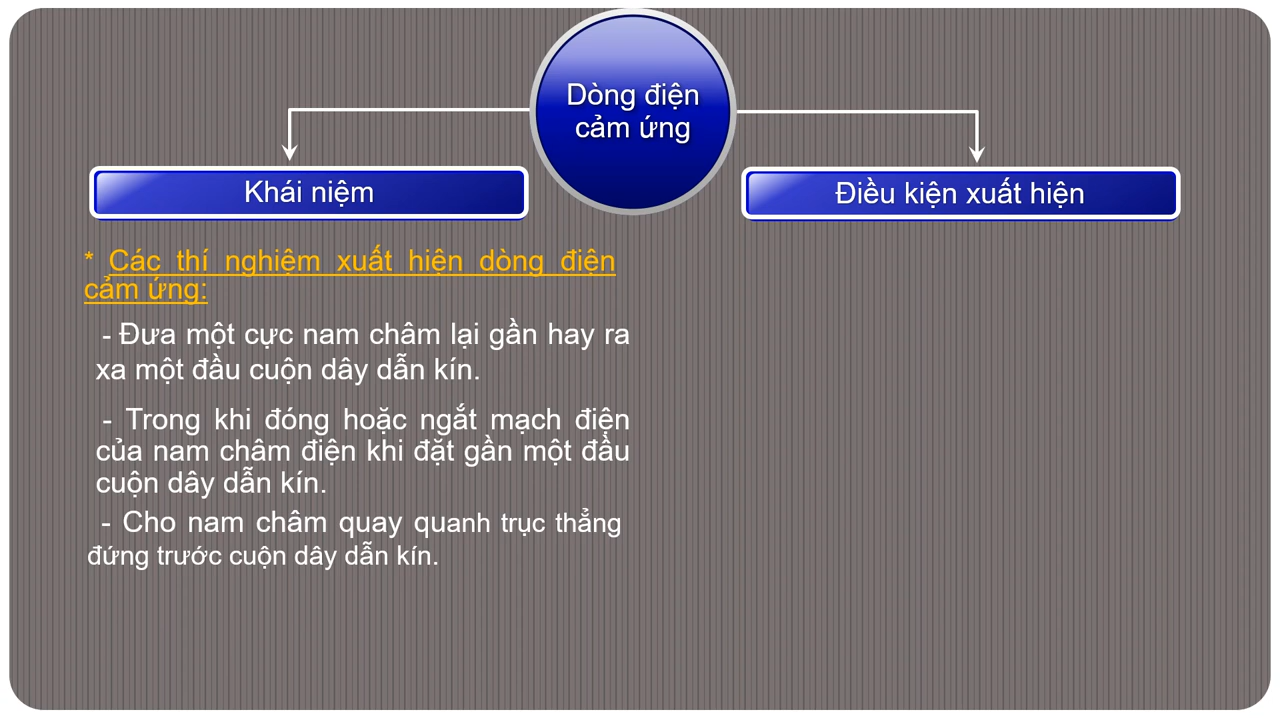 Dòng điện
cảm ứng
Khái niệm
Điều kiện xuất hiện
* Các thí nghiệm xuất hiện dòng điện
cảm ứng:
- Đưa một cực nam châm lại gần hay ra
xa một đầu cuộn dây dẫn kín.
- Trong khi đóng hoặc ngắt mạch điện
của nam châm điện khi đặt gần một đầu
cuộn dây dẫn kín.
- Cho nam châm quay quanh trục thẳng
đứng trước cuộn dây dẫn kín.